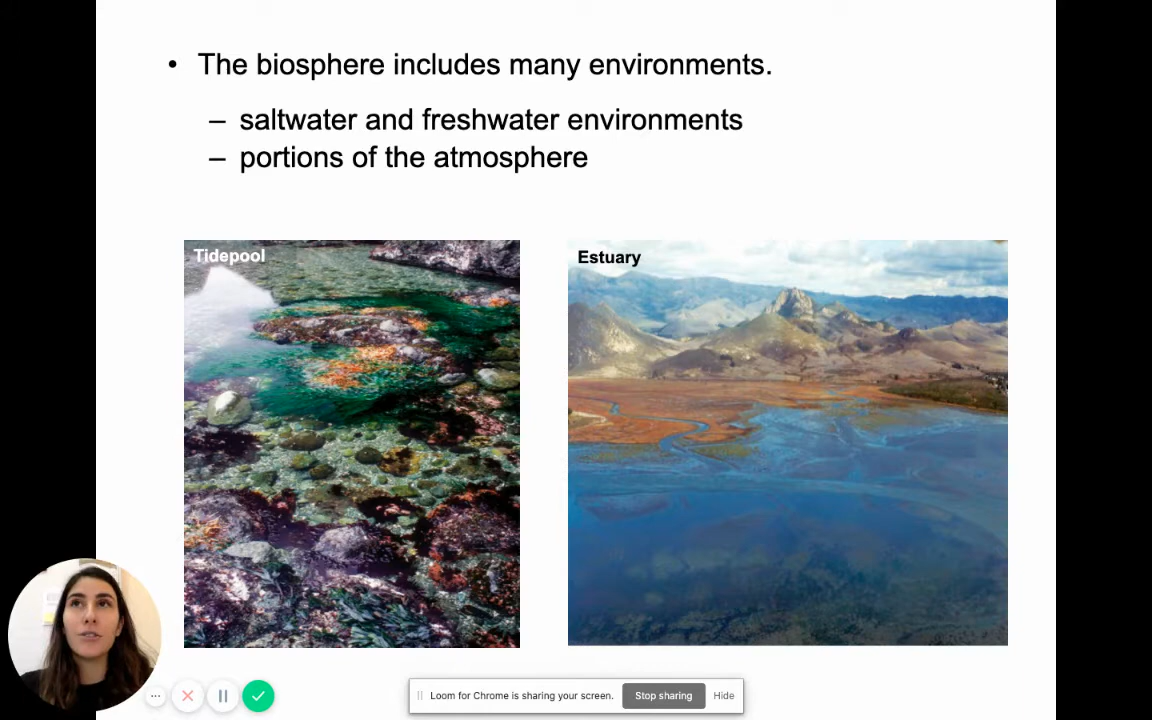 • The biosphere includes many environments.
– saltwater and freshwater environments
– portions of the atmosphere
Tidepool
Estuary
Loom for Chrome is sharing your screen. Stop sharing Hide